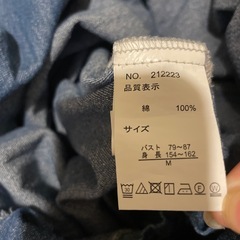 NO. 212223
品質表示
綿 100%
サイズ
バスト 79〜87
身 長 154〜162
M